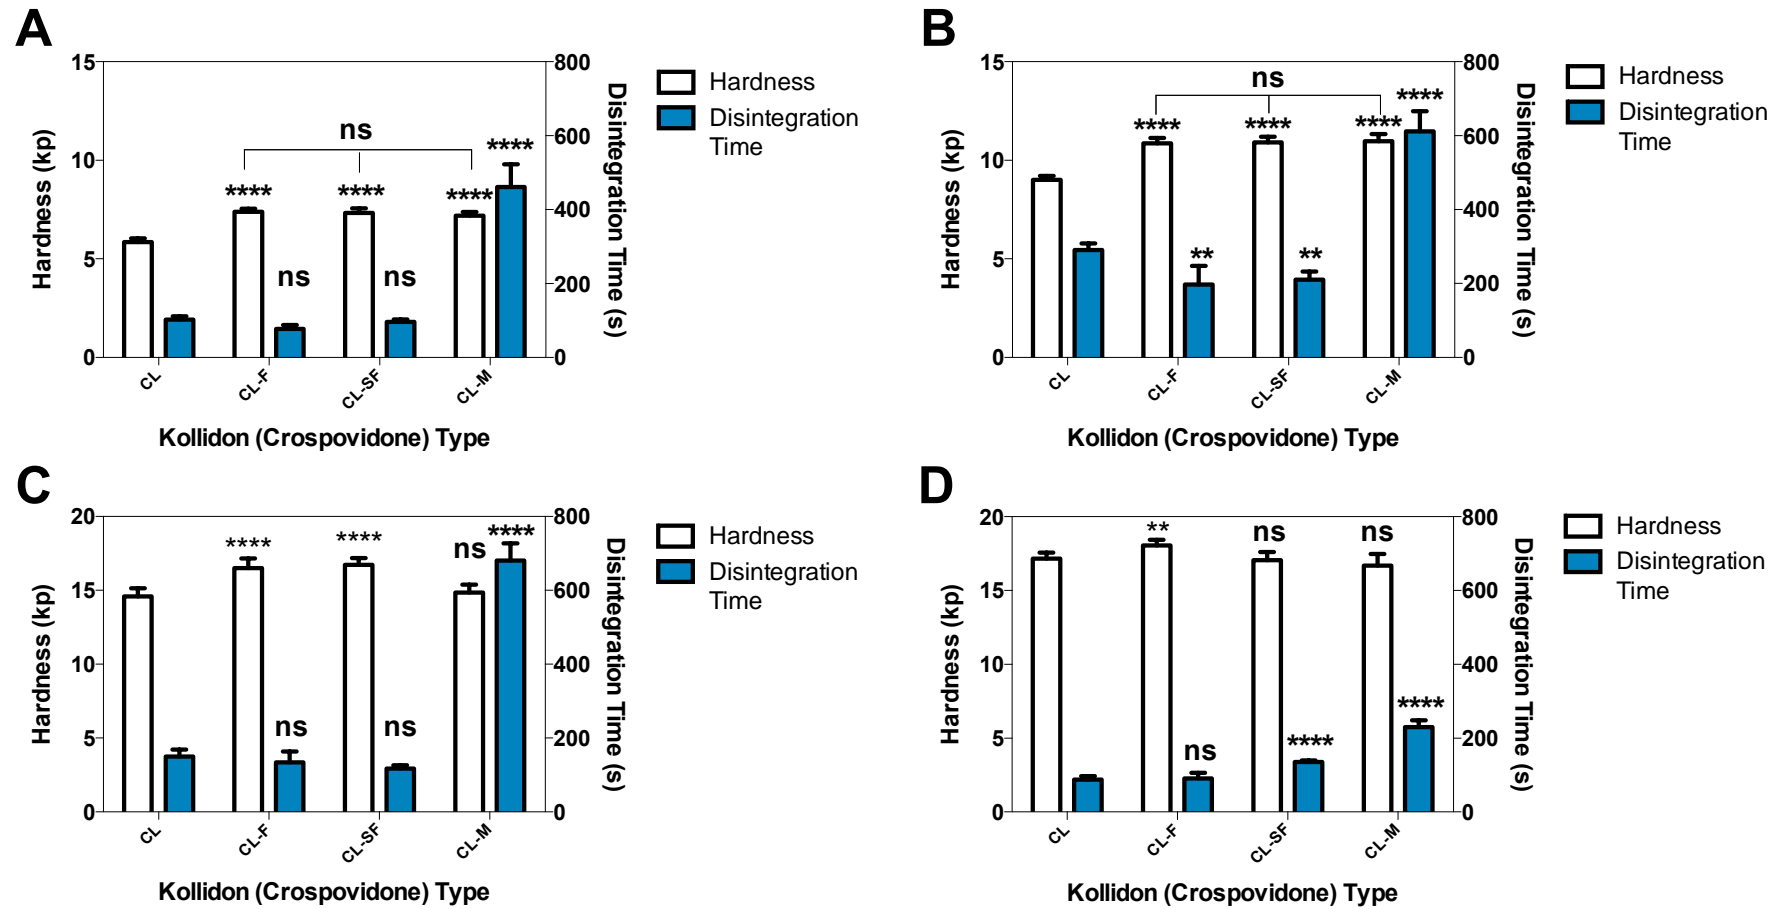 A
15
10
5
0
Hardness (kp)
ns
****
****
****
****
ns
ns
800
600
400
200
0
Disintegration Time (s)
CL
CL-F
CL-SF
CL-M
Kollidon (Crospovidone) Type
Hardness
Disintegration
Time
B
15
10
5
0
Hardness (kp)
ns
****
****
****
****
**
**
800
600
400
200
0
Disintegration Time (s)
CL
CL-F
CL-SF
CL-M
Kollidon (Crospovidone) Type
Hardness
Disintegration
Time
C
20
15
10
5
0
Hardness (kp)
****
****
ns
****
ns
ns
800
600
400
200
0
Disintegration Time (s)
CL
CL-F
CL-SF
CL-M
Kollidon (Crospovidone) Type
Hardness
Disintegration
Time
D
20
15
10
5
0
Hardness (kp)
**
ns
ns
ns
****
****
800
600
400
200
0
Disintegration Time (s)
CL
CL-F
CL-SF
CL-M
Kollidon (Crospovidone) Type
Hardness
Disintegration
Time